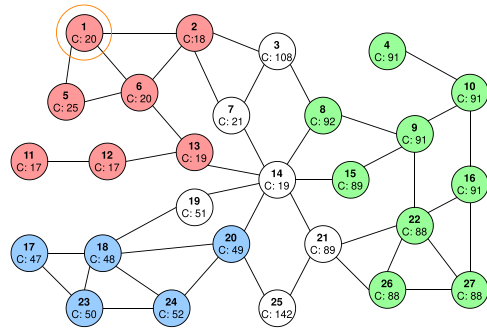 1
C: 20
2
C:18
3
C: 108
4
C: 91
5
C: 25
6
C: 20
7
C: 21
8
C: 92
9
C: 91
10
C: 91
11
C: 17
12
C: 17
13
C: 19
14
C: 19
15
C: 89
16
C: 91
17
C: 47
18
C: 48
19
C: 51
20
C: 49
21
C: 89
22
C: 88
23
C: 50
24
C: 52
25
C: 142
26
C: 88
27
C: 88